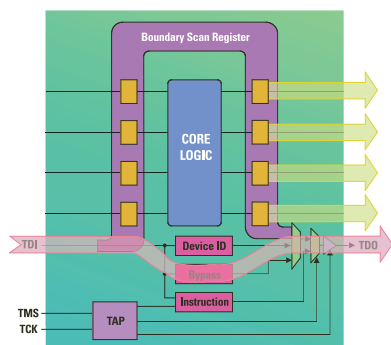 Boundary Scan Register
CORE
LOGIC
TDI
Device ID
TDO
Bypass
Instruction
TMS
TCK
TAP